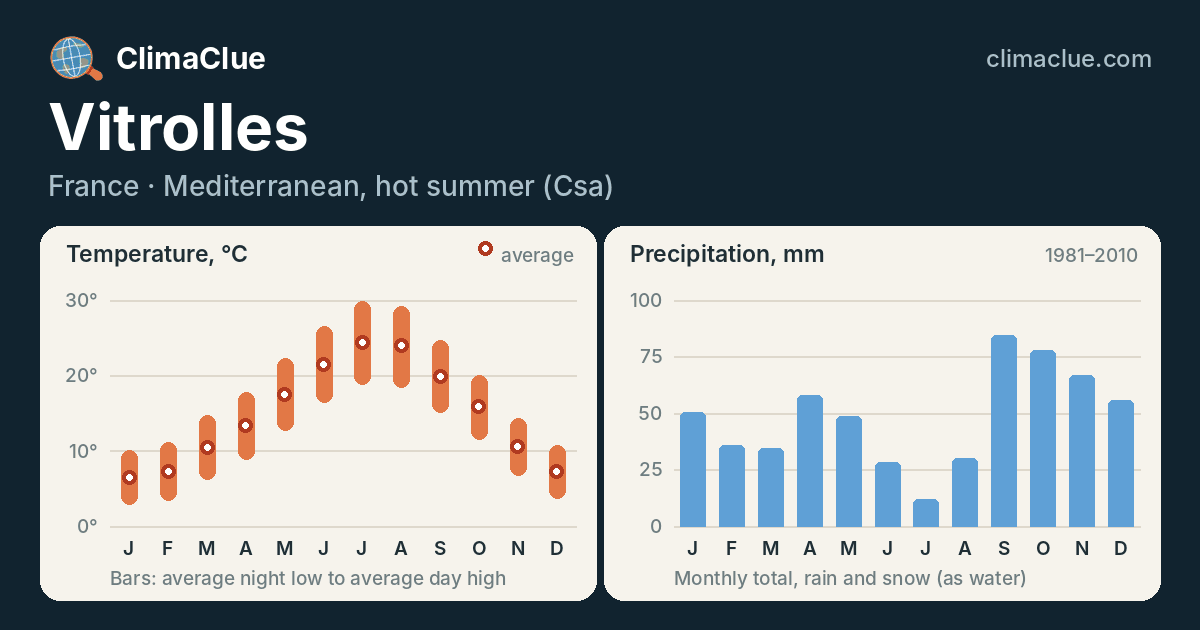 ClimaClue
climaclue.com
Vitrolles
France · Mediterranean, hot summer (Csa)
Temperature, °C
average
30°
20°
10°
0°
J F M A M J J A S O N D
Bars: average night low to average day high
Precipitation, mm
1981–2010
100
75
50
25
0
J F M A M J J A S O N D
Monthly total, rain and snow (as water)